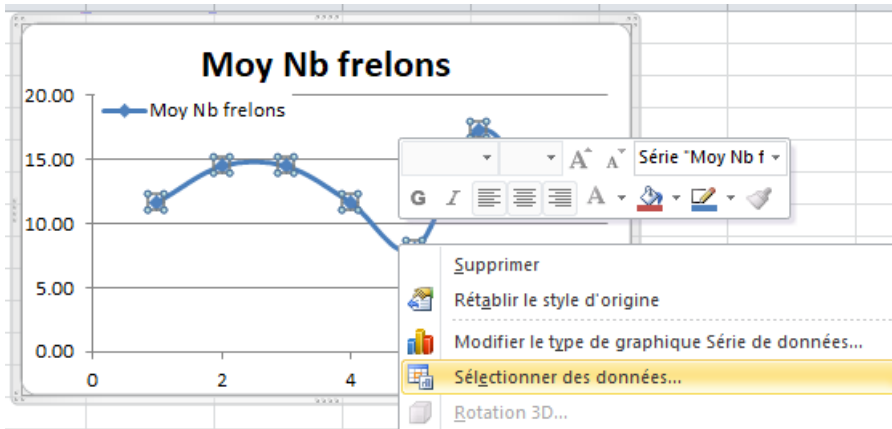 Moy Nb frelons
20.00
Moy Nb frelons
15.00
10.00
5.00
0.00
0 2 4
A A Série "Moy Nb f
G I A
Supprimer
Rétablir le style d'origine
Modifier le type de graphique Série de données...
Sélectionner des données...
Rotation 3D...